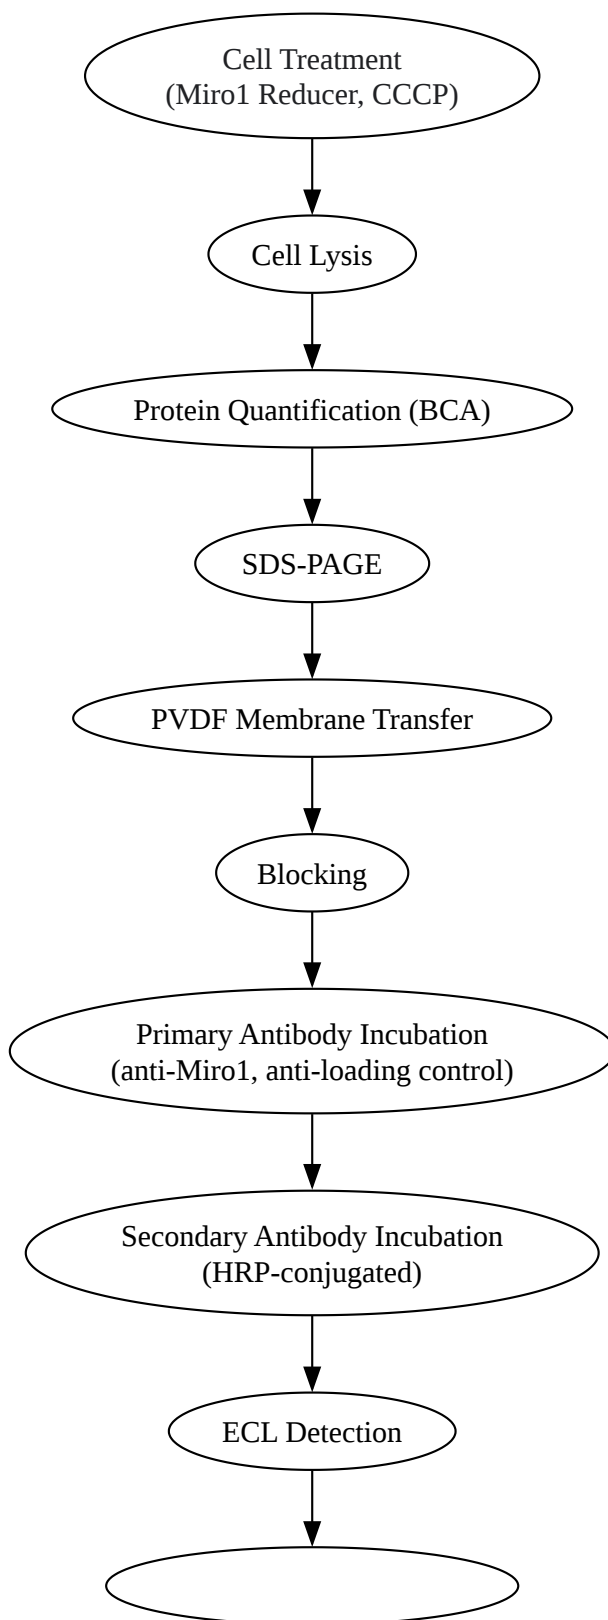 Cell Treatment
(Miro1 Reducer, CCCP)
Cell Lysis
Protein Quantification (BCA)
SDS-PAGE
PVDF Membrane Transfer
Blocking
Primary Antibody Incubation
(anti-Miro1, anti-loading control)
Secondary Antibody Incubation
(HRP-conjugated)
ECL Detection